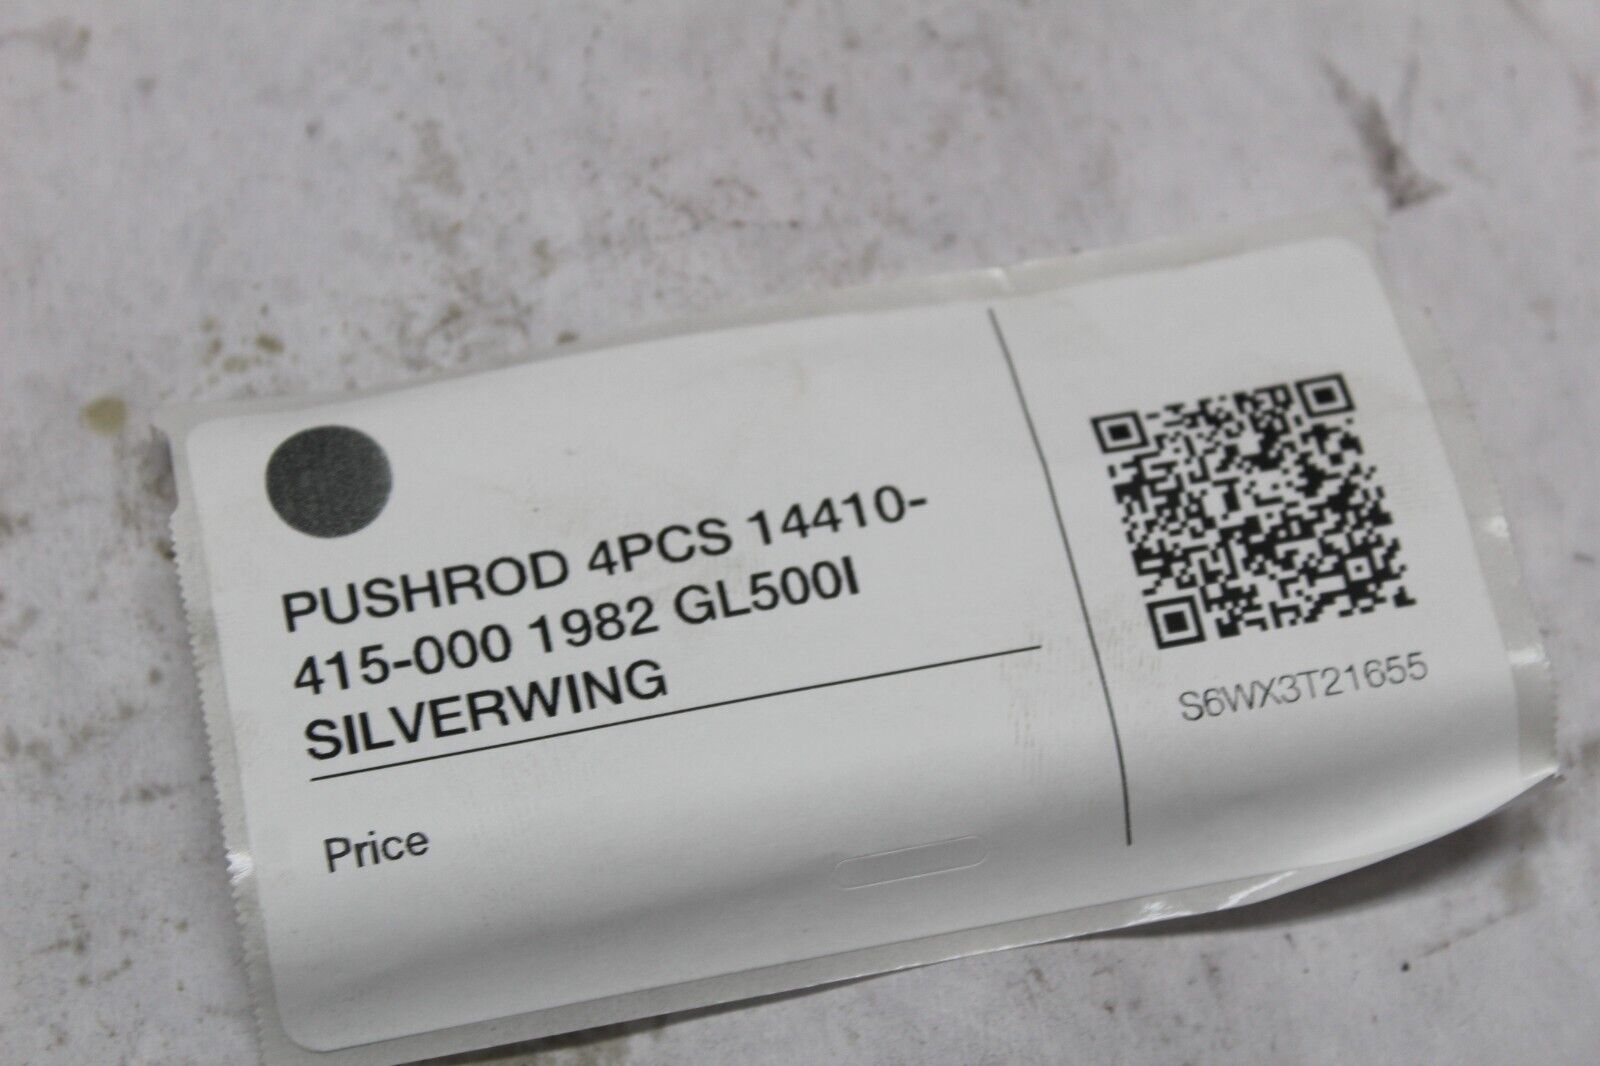 PUSHROD 4PCS 14410-
415-000 1982 GL500I
SILVERWING
Price
S6WX3T21655